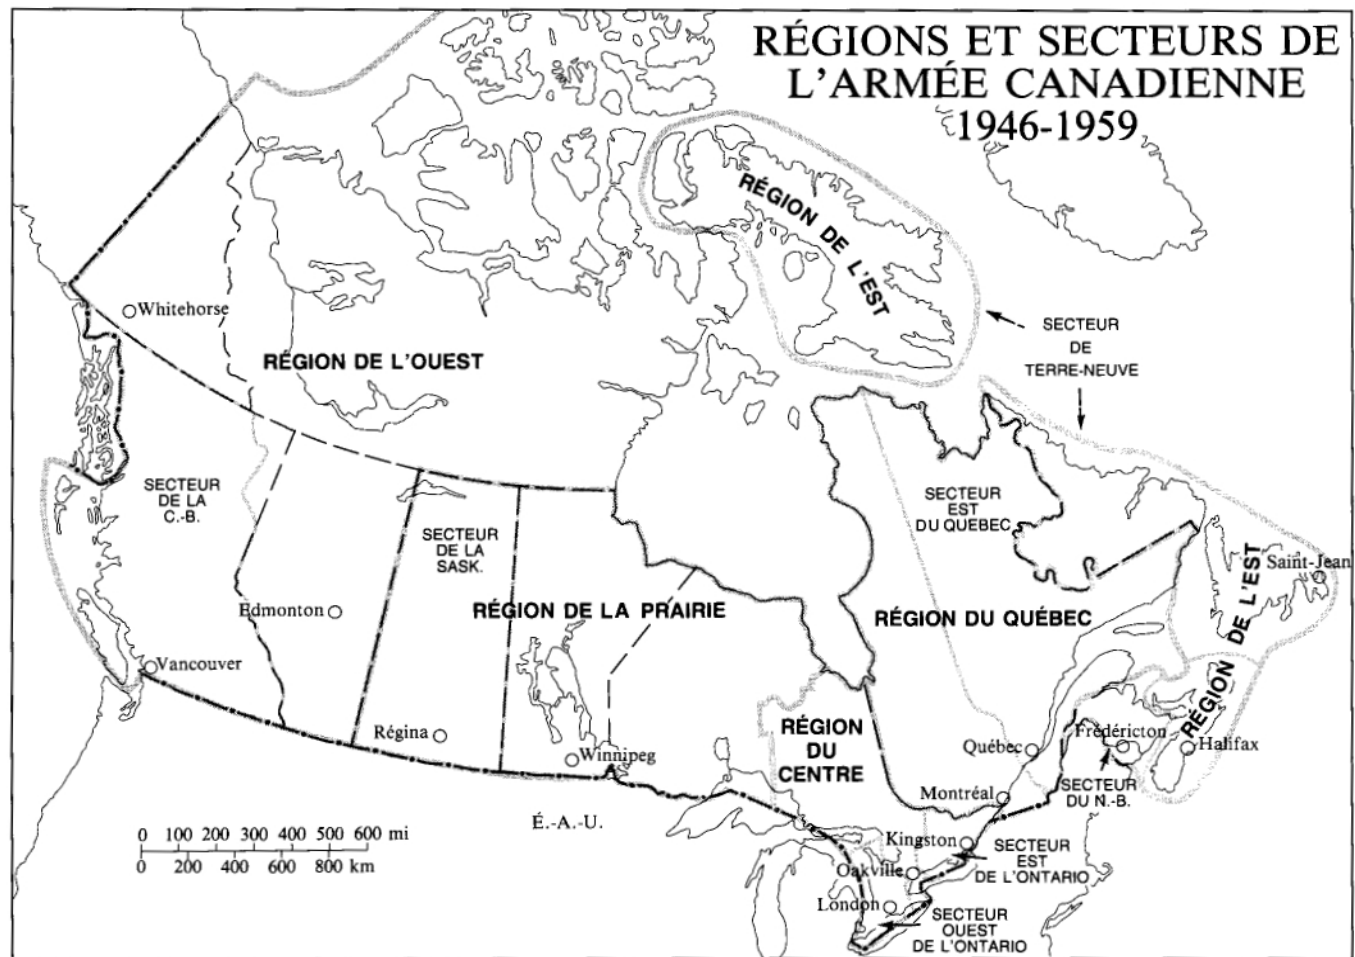 RÉGIONS ET SECTEURS DE
L'ARMÉE CANADIENNE
1946-1959
RÉGION DE L'EST
SECTEUR
DE
TERRE-NEUVE
Whitehorse
RÉGION DE L'OUEST
SECTEUR
DE LA
C.-B.
SECTEUR
DE LA
SASK.
SECTEUR
EST
DU QUEBEC
Saint-Jean
Edmonton
RÉGION DE LA PRAIRIE
RÉGION DU QUÉBEC
RÉGION DE L'EST
Vancouver
Régina
Winnipeg
RÉGION
DU
CENTRE
Québec
Frédéricton
Halifax
SECTEUR
DU N.-B.
Montréal
É.-A.-U.
0 100 200 300 400 500 600 mi
0 200 400 600 800 km
Kingston
SECTEUR
EST
DE L'ONTARIO
Oakville
London
SECTEUR
OUEST
DE L'ONTARIO